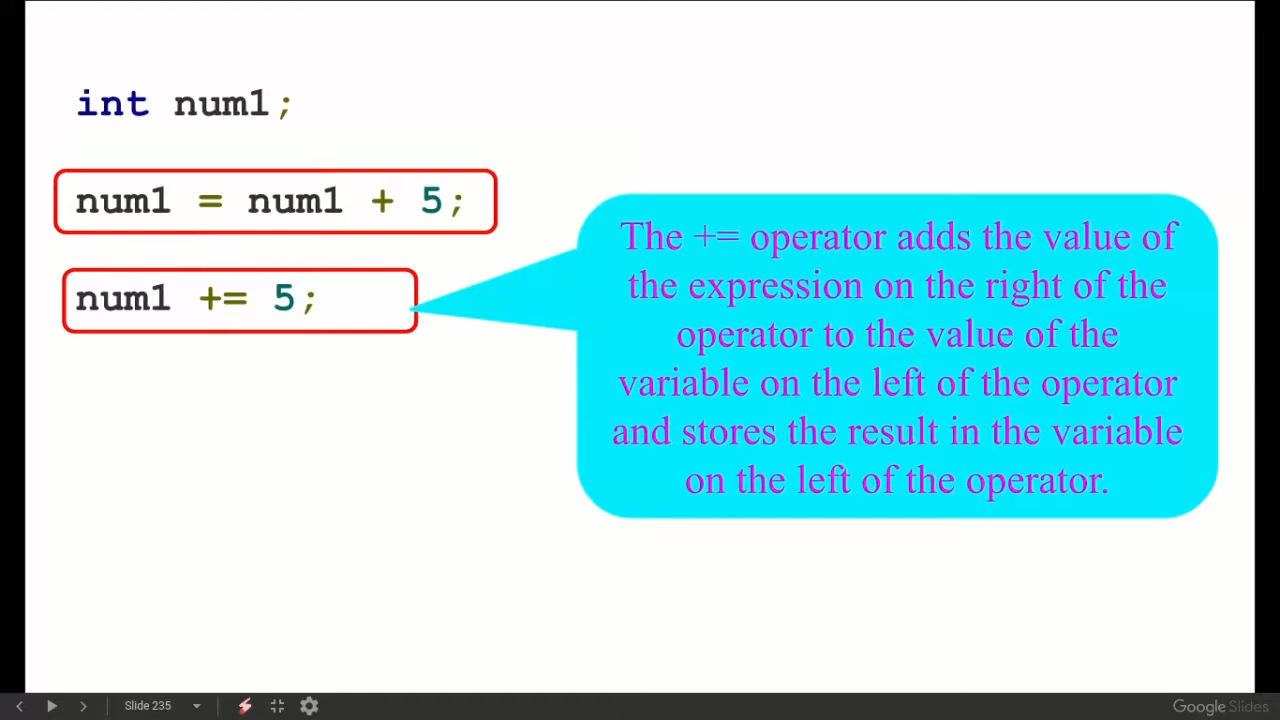 int num1;
num1 = num1 + 5;
num1 += 5;
The += operator adds the value of
the expression on the right of the
operator to the value of the
variable on the left of the operator
and stores the result in the variable
on the left of the operator.
Slide 235
Google Slides